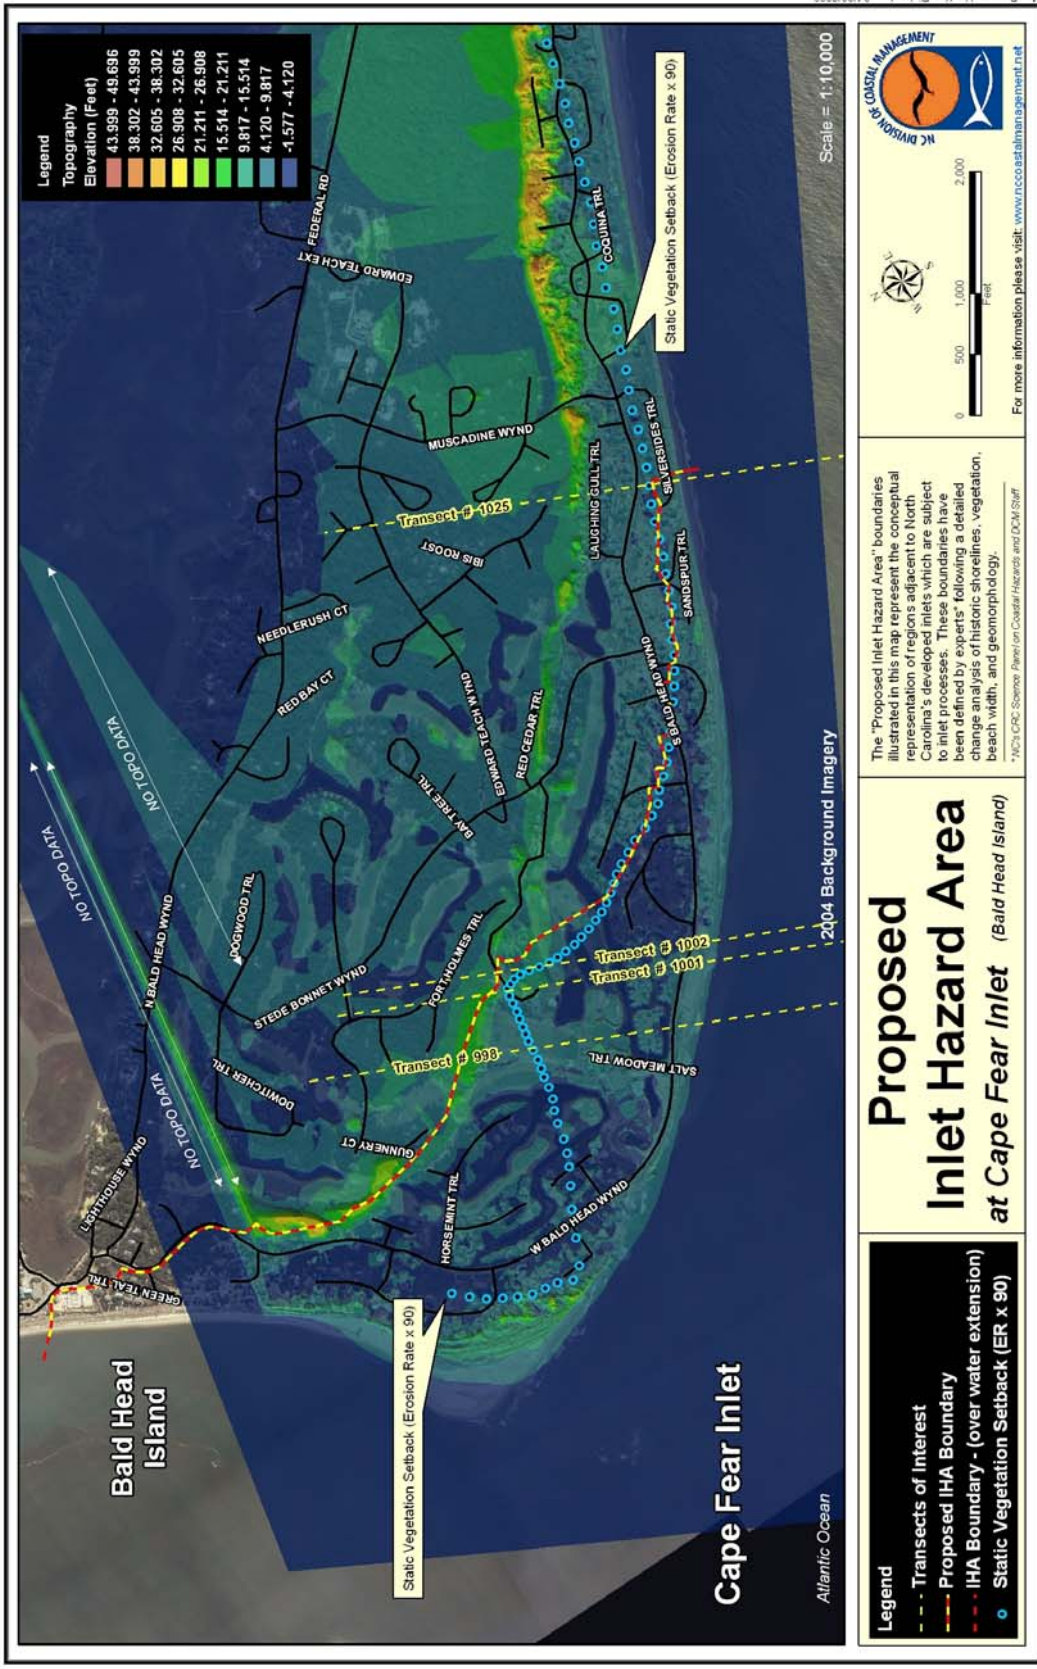 Legend
Topography
Elevation (Feet)
43.999 - 49.696
38.302 - 43.999
32.605 - 38.302
26.908 - 32.605
21.211 - 26.908
15.514 - 21.211
9.817 - 15.514
4.120 - 9.817
-1.577 - 4.120
FEDERAL RD
EDWARD TEACH EXT
MUSCADINE WYND
Transect # 1025
IBIS ROOST
NEEDLERUSH CT
RED BAY CT
EDWARD TEACH WYND
RED CEDAR TRL
BAY TREE TRL
LAUGHING GULL TRL
COQUINA TRL
SILVERSIDES TRL
SANDSPUR TRL
S BALD HEAD WYND
Static Vegetation Setback (Erosion Rate x 90)
Scale = 1:10,000
NO TOPO DATA
NO TOPO DATA
NO TOPO DATA
N BALD HEAD WYND
DOGWOOD TRL
STEDE BONNET WYND
FORT HOLMES TRL
Transect # 1002
Transect # 1001
Transect # 998
DOWITCHER TRL
GUNNERY CT
SALT MEADOW TRL
LIGHTHOUSE WYND
GREEN TEAL TRL
HORSEMINT TRL
W BALD HEAD WYND
Static Vegetation Setback (Erosion Rate x 90)
Bald Head
Island
Cape Fear Inlet
Atlantic Ocean
2004 Background Imagery
Legend
Transects of Interest
Proposed IHA Boundary
IHA Boundary - (over water extension)
Static Vegetation Setback (ER x 90)
Proposed
Inlet Hazard Area
at Cape Fear Inlet (Bald Head Island)
The "Proposed Inlet Hazard Area" boundaries
illustrated in this map represent the conceptual
representation of regions adjacent to North
Carolina's developed inlets which are subject
to inlet processes. These boundaries have
been defined by experts* following a detailed
change analysis of historic shorelines, vegetation,
beach width, and geomorphology.
*NC's CRC Science Panel on Coastal Hazards and DCM Staff
N
E
S
W
0 500 1,000 2,000
Feet
NC DIVISION OF COASTAL MANAGEMENT
For more information please visit: www.nccoastalmanagement.net